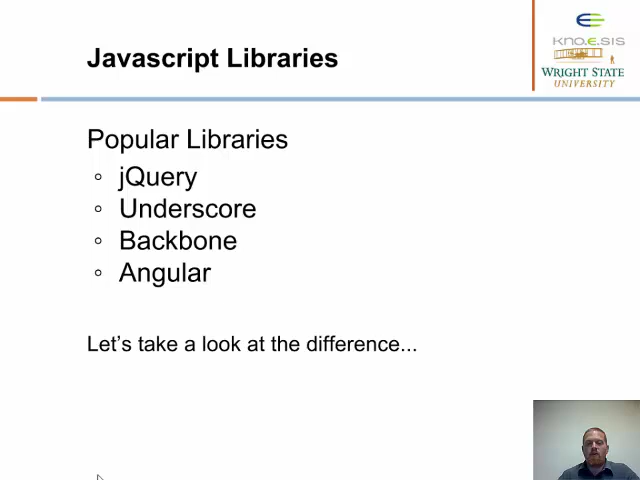 Javascript Libraries
KNO.E.SIS
WRIGHT STATE
UNIVERSITY
Popular Libraries
◦ jQuery
◦ Underscore
◦ Backbone
◦ Angular
Let's take a look at the difference...